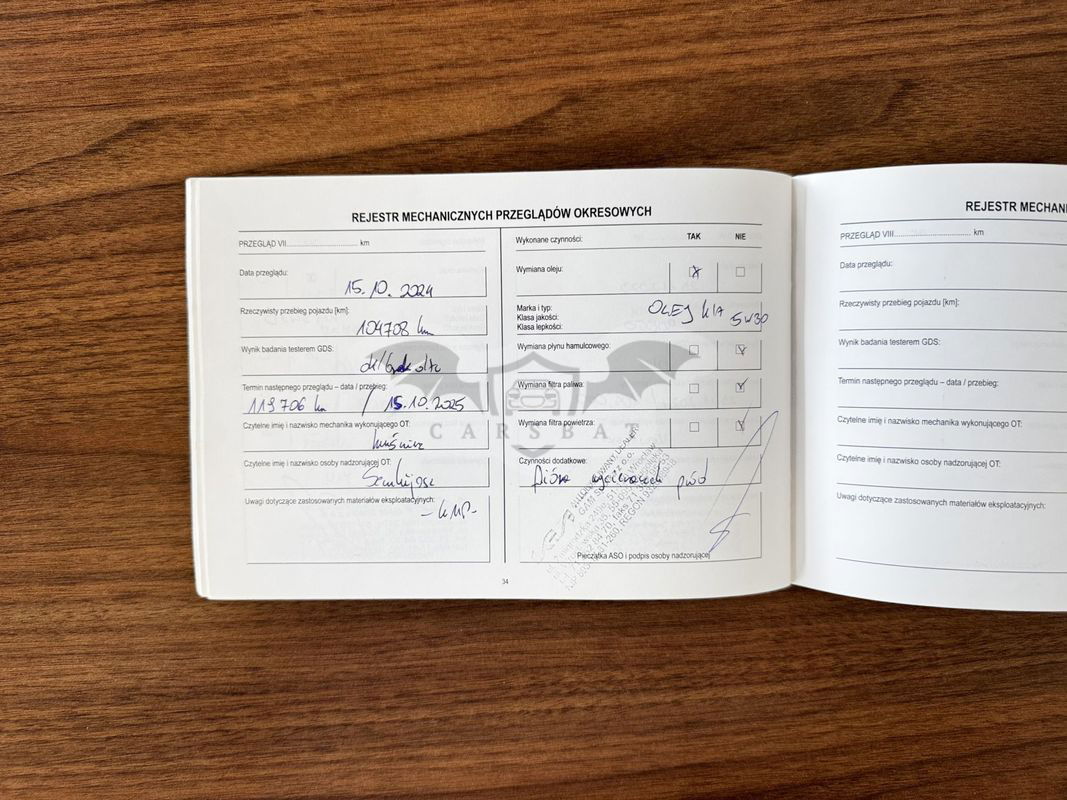 REJESTR MECHANICZNYCH PRZEGLĄDÓW OKRESOWYCH
PRZEGLĄD VII.............................. km
Data przeglądu:
15.10.2024
Rzeczywisty przebieg pojazdu [km]:
104708 km
Wynik badania testerem GDS:
ok/
Termin następnego przeglądu – data / przebieg:
119706 km / 15.10.2025
Czytelne imię i nazwisko mechanika wykonującego OT:
Czytelne imię i nazwisko osoby nadzorującej OT:
Uwagi dotyczące zastosowanych materiałów eksploatacyjnych:
Wykonane czynności: TAK NIE
Wymiana oleju: X
Marka i typ: OLEJ KIA 5W30
Klasa jakości:
Klasa lepkości:
Wymiana płynu hamulcowego:
Wymiana filtra paliwa:
Wymiana filtra powietrza:
Czynności dodatkowe:
Pióra wycieraczek przód
Pieczątka ASO i podpis osoby nadzorującej
34
CARSBAT
REJESTR MECHANI
PRZEGLĄD VIII.............................. km
Data przeglądu:
Rzeczywisty przebieg pojazdu [km]:
Wynik badania testerem GDS:
Termin następnego przeglądu – data / przebieg:
Czytelne imię i nazwisko mechanika wykonującego OT:
Czytelne imię i nazwisko osoby nadzorującej OT:
Uwagi dotyczące zastosowanych materiałów eksploatacyjnych: